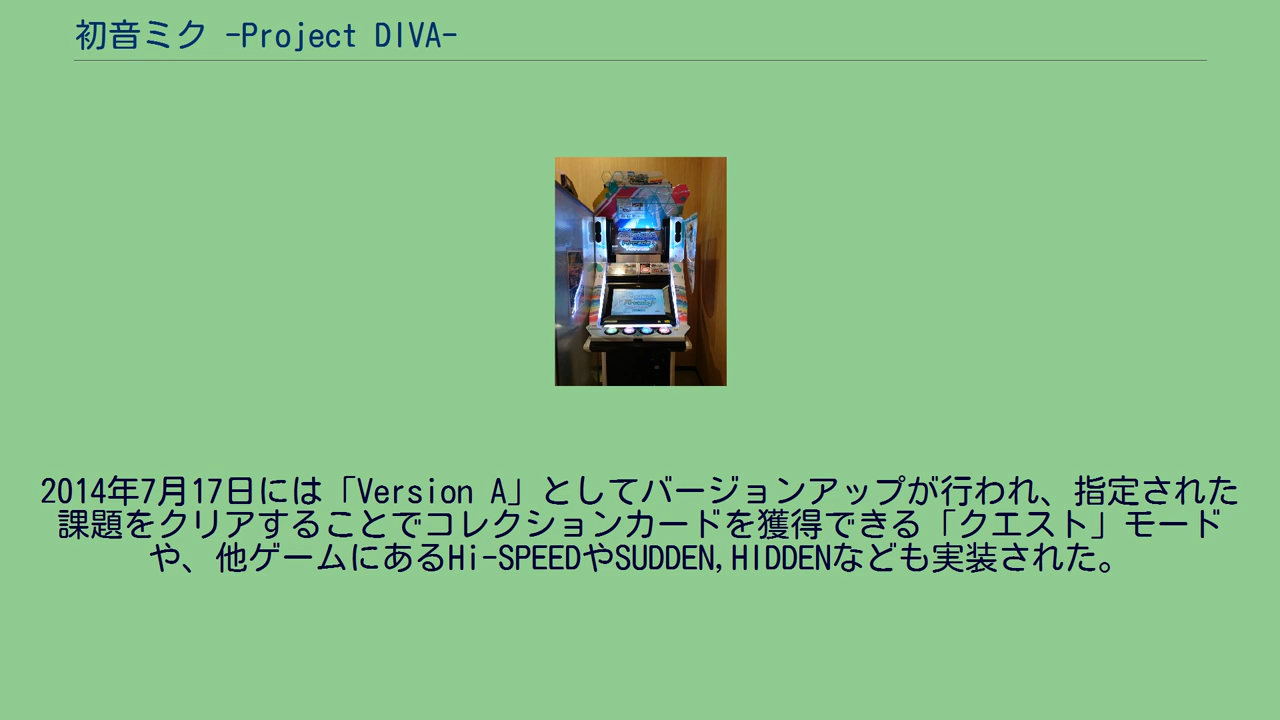 初音ミク -Project DIVA-
2014年7月17日には「Version A」としてバージョンアップが行われ、指定された
課題をクリアすることでコレクションカードを獲得できる「クエスト」モード
や、他ゲームにあるHi-SPEEDやSUDDEN,HIDDENなども実装された。